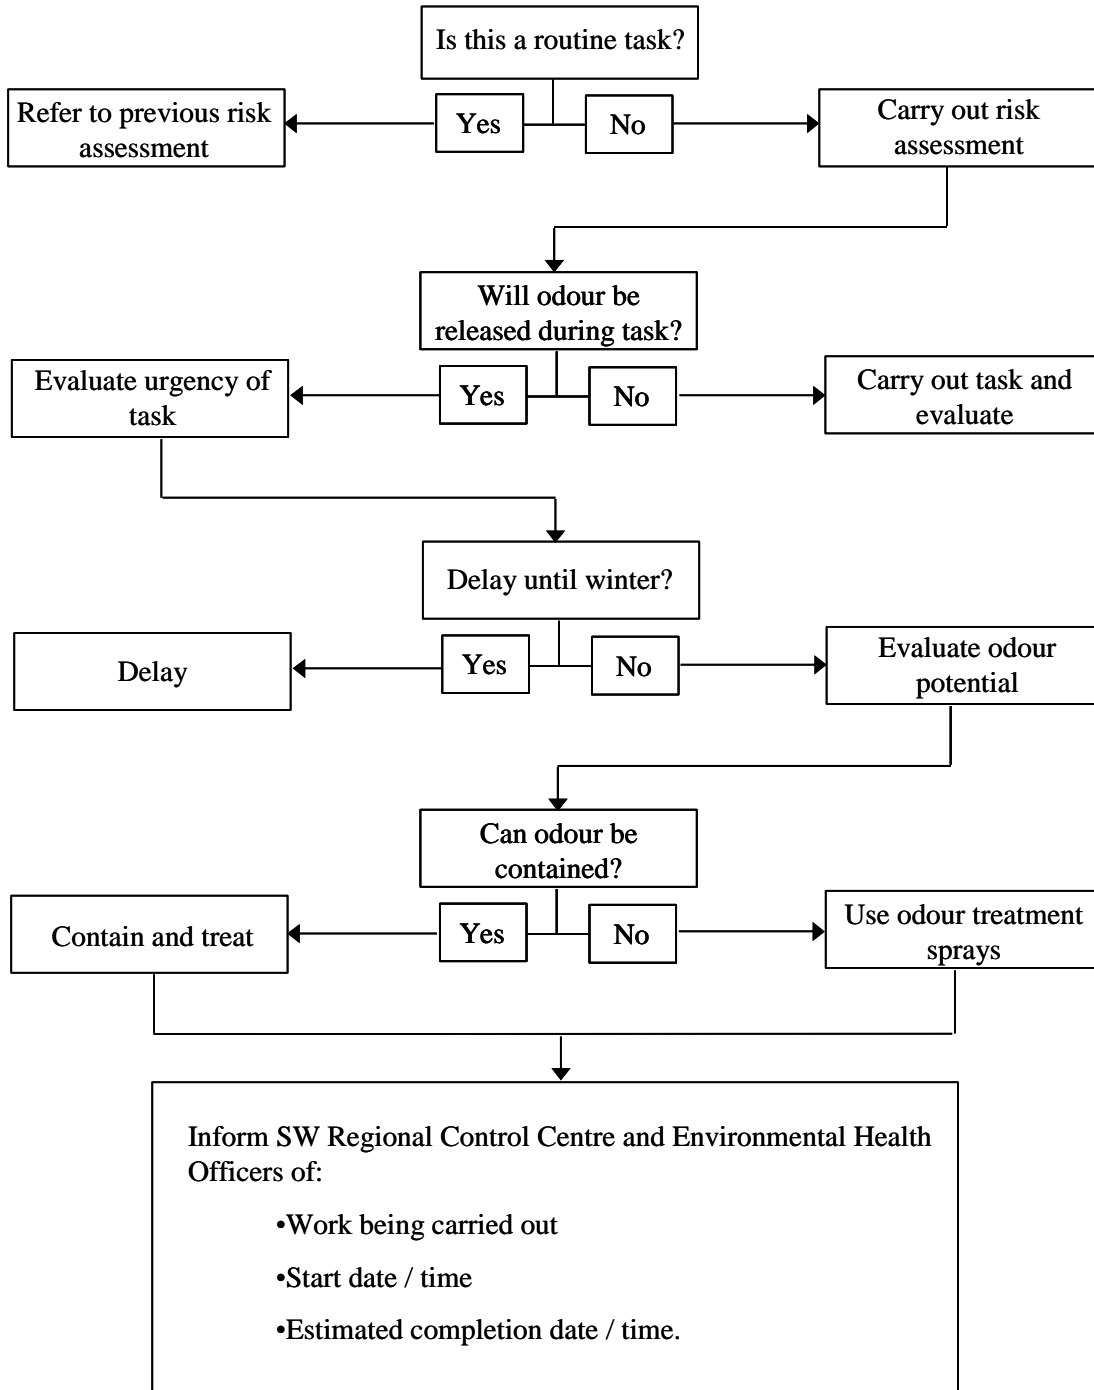 Is this a routine task?
Refer to previous risk
assessment
Yes
No
Carry out risk
assessment
Will odour be
released during task?
Evaluate urgency of
task
Yes
No
Carry out task and
evaluate
Delay until winter?
Delay
Yes
No
Evaluate odour
potential
Can odour be
contained?
Contain and treat
Yes
No
Use odour treatment
sprays
Inform SW Regional Control Centre and Environmental Health
Officers of:
•Work being carried out
•Start date / time
•Estimated completion date / time.